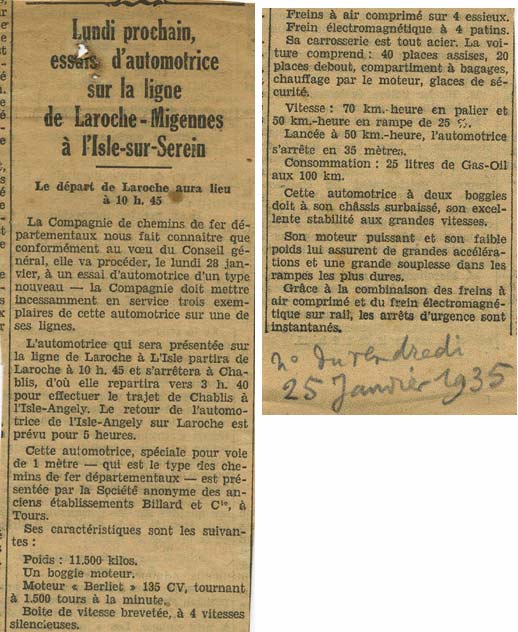 Lundi prochain,
essais d'automotrice
sur la ligne
de Laroche-Migennes
à l'Isle-sur-Serein
Le départ de Laroche aura lieu
à 10 h. 45
La Compagnie de chemins de fer dé-
partementaux nous fait connaître que
conformément au vœu du Conseil gé-
néral, elle va procéder, le lundi 28 jan-
vier, à un essai d'automotrice d'un type
nouveau — la Compagnie doit mettre
incessamment en service trois exem-
plaires de cette automotrice sur une de
ses lignes.
L'automotrice qui sera présentée sur
la ligne de Laroche à L'Isle partira de
Laroche à 10 h. 45 et s'arrêtera à Cha-
blis, d'où elle repartira vers 3 h. 40
pour effectuer le trajet de Chablis à
l'Isle-Angely. Le retour de l'automo-
trice de l'Isle-Angely sur Laroche est
prévu pour 5 heures.
Cette automotrice, spéciale pour voie
de 1 mètre — qui est le type des che-
mins de fer départementaux — est pré-
sentée par la Société anonyme des an-
ciens établissements Billard et Cie, à
Tours.
Ses caractéristiques sont les suivan-
tes :
Poids : 11.500 kilos.
Un boggie moteur.
Moteur « Berliet » 135 CV, tournant
à 1.500 tours à la minute.
Boite de vitesse brevetée, à 4 vitesses
silencieuses.
Freins à air comprimé sur 4 essieux.
Frein électromagnétique à 4 patins.
Sa carrosserie est tout acier. La voi-
ture comprend : 40 places assises, 20
places debout, compartiment à bagages,
chauffage par le moteur, glaces de sé-
curité.
Vitesse : 70 km.-heure en palier et
50 km.-heure en rampe de 25 %.
Lancée à 50 km.-heure, l'automotrice
s'arrête en 35 mètres.
Consommation : 25 litres de Gas-Oil
aux 100 km.
Cette automotrice à deux boggies
doit à son châssis surbaissé, son excel-
lente stabilité aux grandes vitesses.
Son moteur puissant et son faible
poids lui assurent de grandes accéléra-
tions et une grande souplesse dans les
rampes les plus dures.
Grâce à la combinaison des freins à
air comprimé et du frein électromagné-
tique sur rail, les arrêts d'urgence sont
instantanés.
n° du vendredi
25 Janvier 1935